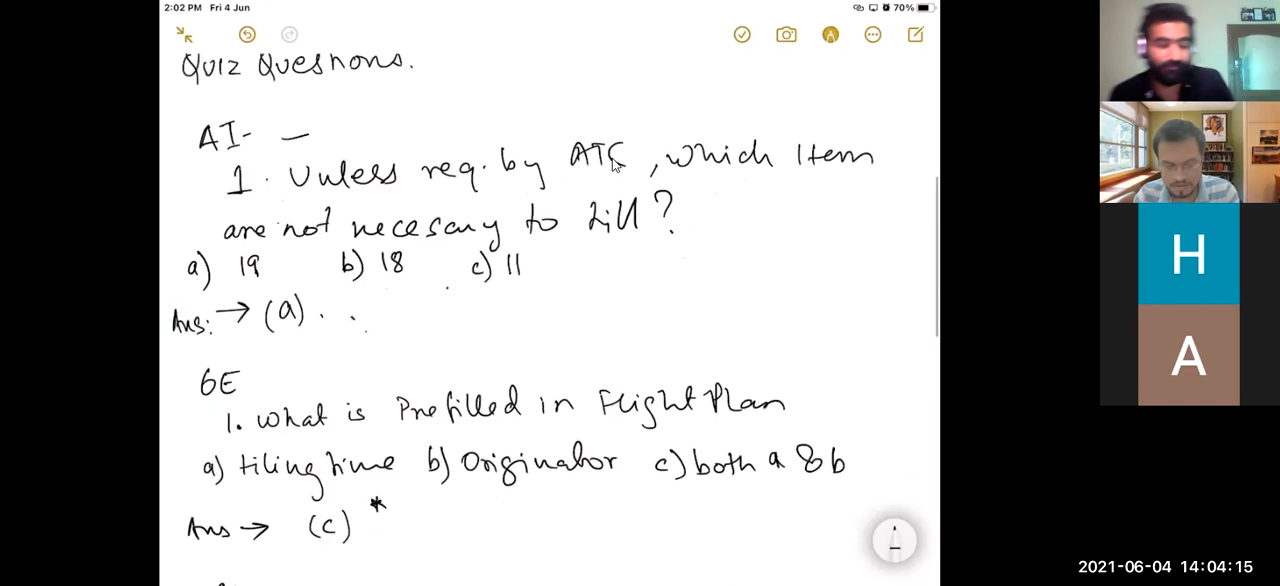 2:02 PM Fri 4 Jun
70%
Quiz Questions.
AI- —
1. Unless req. by ATC, which Item
are not necesary to fill?
a) 19 b) 18 c) 11
Ans: → (a) .
6E
1. What is Prefilled in Flight Plan
a) filing time b) Originator c) both a & b
Ans → (c) *
H
A
2021-06-04 14:04:15